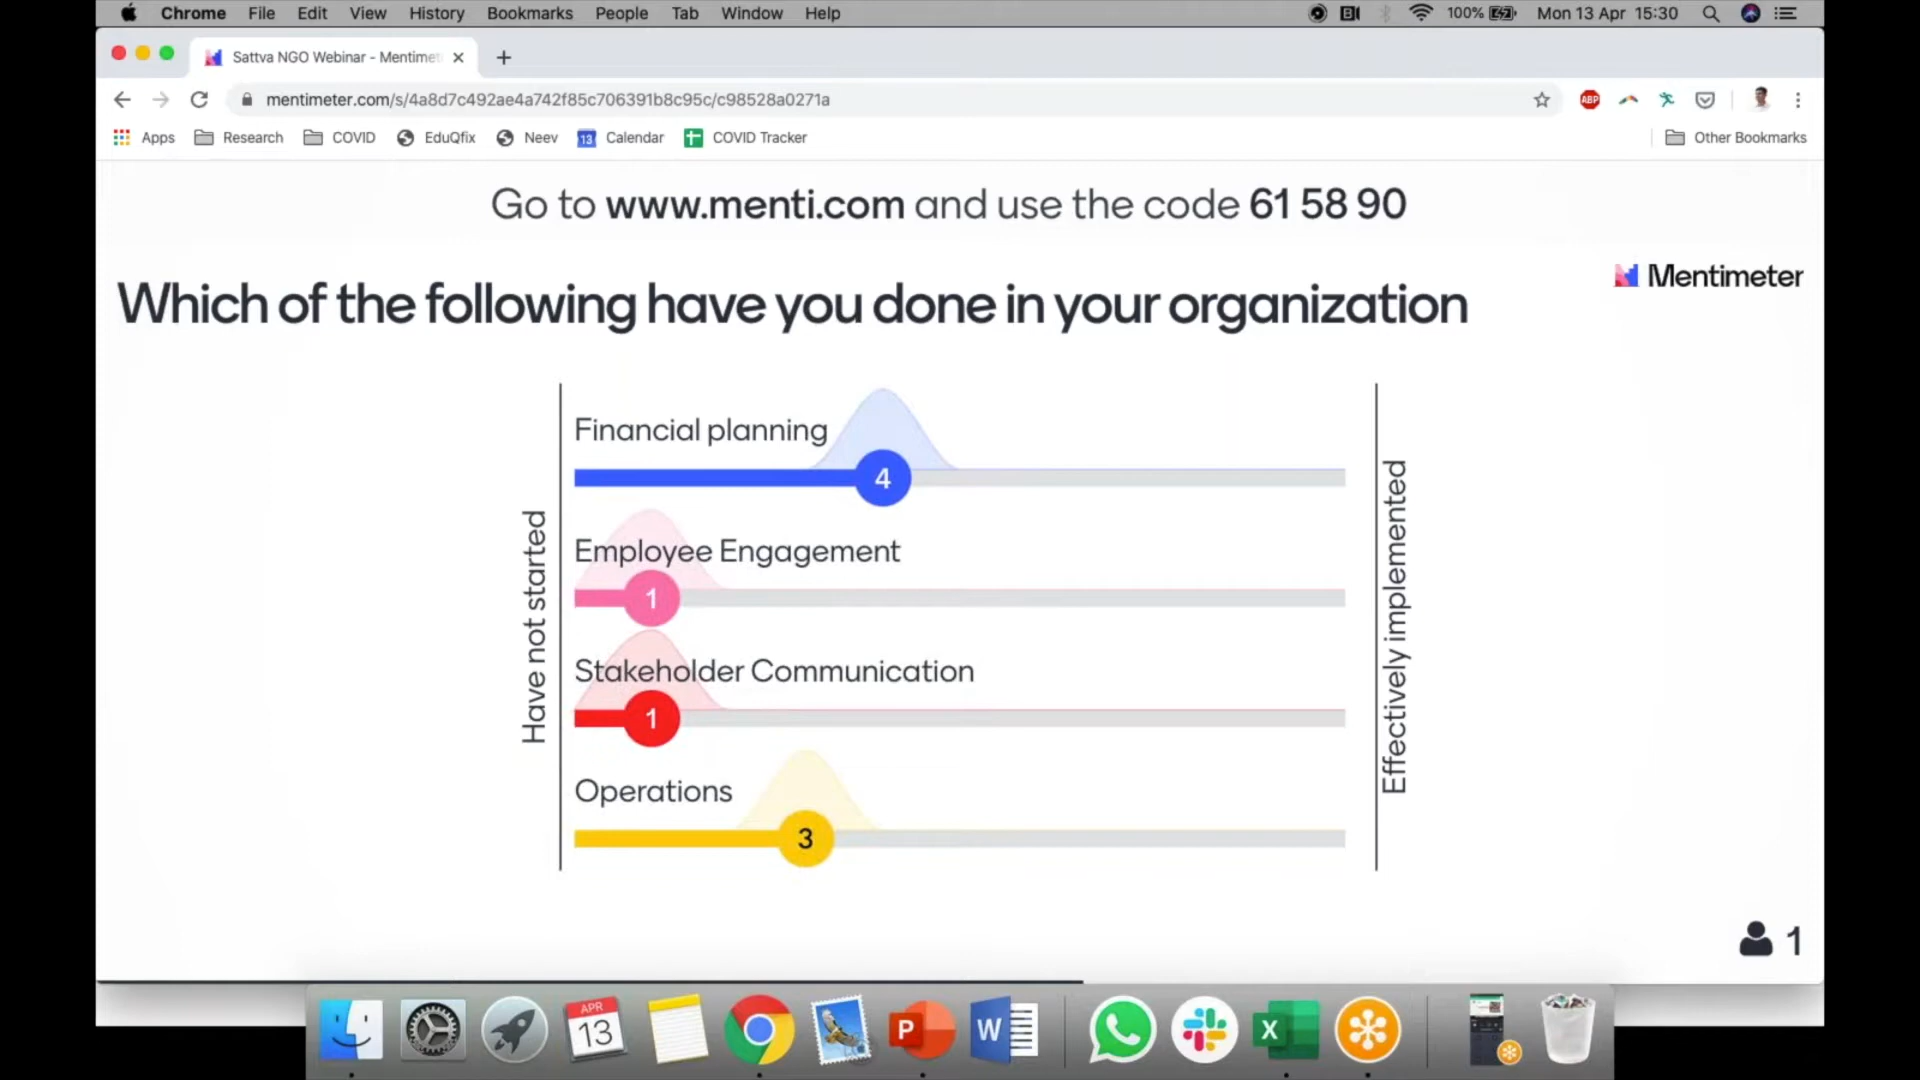 Chrome File Edit View History Bookmarks People Tab Window Help 100% Mon 13 Apr 15:30
Sattva NGO Webinar - Mentimet
mentimeter.com/s/4a8d7c492ae4a742f85c706391b8c95c/c98528a0271a ABP
Apps Research COVID EduQfix Neev 13 Calendar COVID Tracker Other Bookmarks
Go to www.menti.com and use the code 61 58 90
Mentimeter
Which of the following have you done in your organization
Have not started
Financial planning
4
Employee Engagement
1
Stakeholder Communication
1
Operations
3
Effectively implemented
1
APR
13
P
W
X